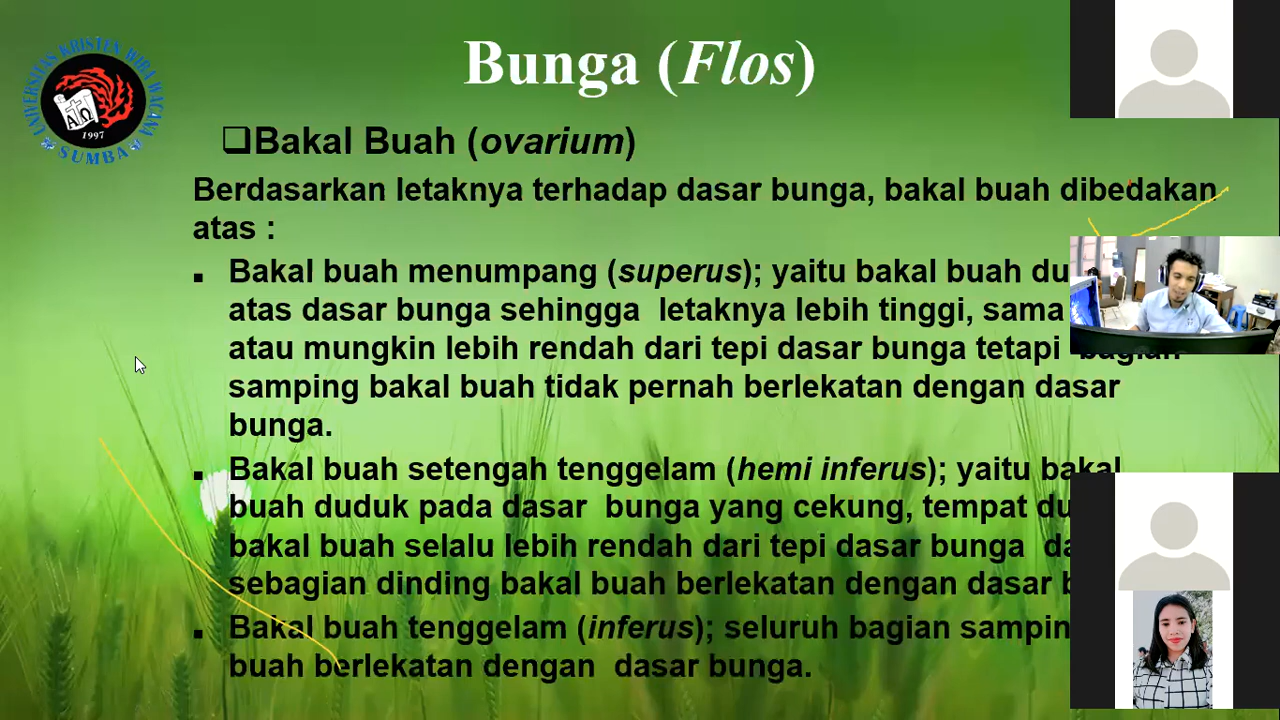 UNIVERSITAS KRISTEN WIRA WACANA
SUMBA
ΑΩ
1997
Bunga (Flos)
❑Bakal Buah (ovarium)
Berdasarkan letaknya terhadap dasar bunga, bakal buah dibedakan
atas :
▪ Bakal buah menumpang (superus); yaitu bakal buah du
atas dasar bunga sehingga letaknya lebih tinggi, sama
atau mungkin lebih rendah dari tepi dasar bunga tetapi bagian
samping bakal buah tidak pernah berlekatan dengan dasar
bunga.
▪ Bakal buah setengah tenggelam (hemi inferus); yaitu bakal
buah duduk pada dasar bunga yang cekung, tempat du
bakal buah selalu lebih rendah dari tepi dasar bunga da
sebagian dinding bakal buah berlekatan dengan dasar b
▪ Bakal buah tenggelam (inferus); seluruh bagian sampin
buah berlekatan dengan dasar bunga.